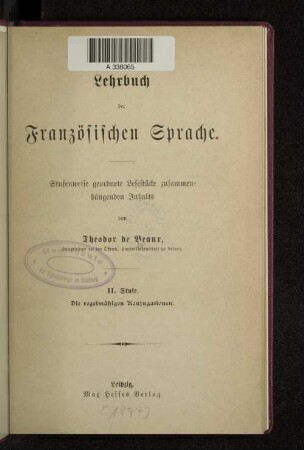 A 336065
Lehrbuch
der
Französischen Sprache.
Stufenweise geordnete Lesestücke zusammen-
hängenden Inhalts
von
Theodor de Beaux,
II. Stufe.
Die regelmäßigen Konjugationen.
Leipzig,
Max Hesses Verlag.